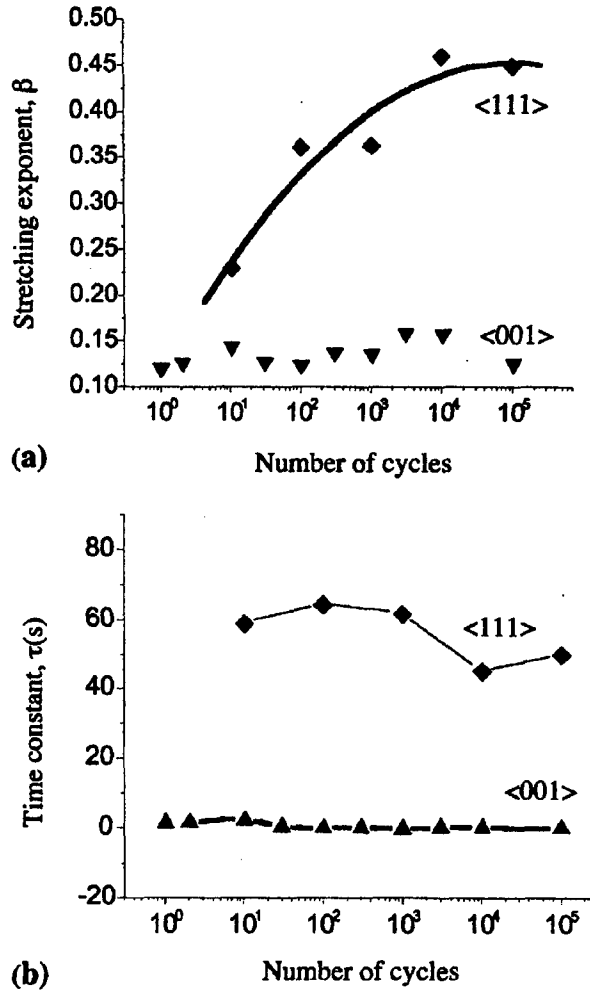 0.50
0.45
0.40
0.35
0.30
0.25
0.20
0.15
0.10
Stretching exponent, β
<111>
<001>
10⁰ 10¹ 10² 10³ 10⁴ 10⁵
(a)
Number of cycles
80
60
40
20
0
-20
Time constant, τ(s)
<111>
<001>
10⁰ 10¹ 10² 10³ 10⁴ 10⁵
(b)
Number of cycles